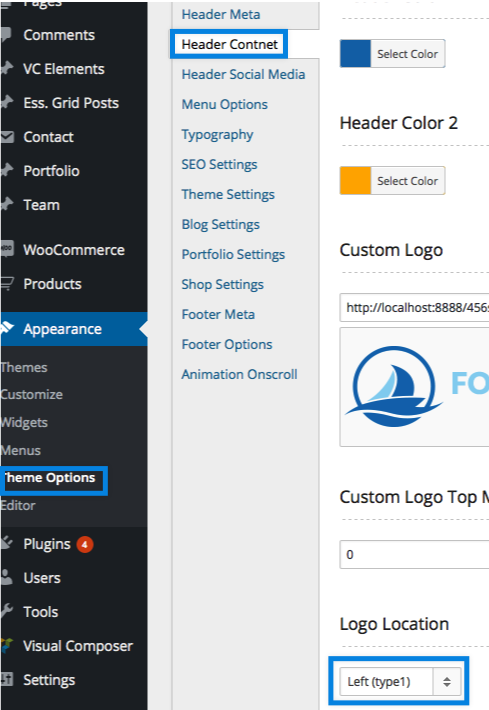 Pages
Comments
VC Elements
Ess. Grid Posts
Contact
Portfolio
Team
WooCommerce
Products
Appearance
Themes
Customize
Widgets
Menus
Theme Options
Editor
Plugins 4
Users
Tools
Visual Composer
Settings
Header Meta
Header Contnet
Header Social Media
Menu Options
Typography
SEO Settings
Theme Settings
Blog Settings
Portfolio Settings
Shop Settings
Footer Meta
Footer Options
Animation Onscroll
Select Color
Header Color 2
Select Color
Custom Logo
http://localhost:8888/456
FO
Custom Logo Top
0
Logo Location
Left (type1)